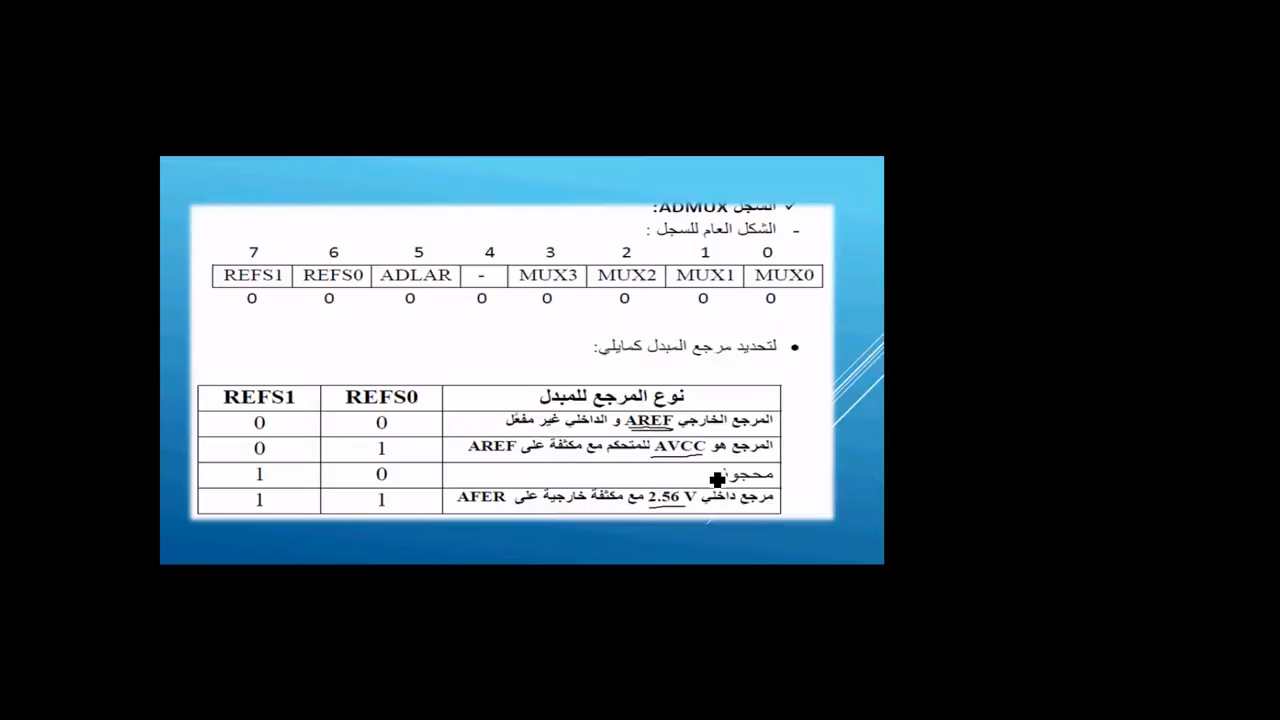 ✓ السجل ADMUX:
- الشكل العام للسجل :
7 6 5 4 3 2 1 0
REFS1 REFS0 ADLAR - MUX3 MUX2 MUX1 MUX0
0 0 0 0 0 0 0 0
• لتحديد مرجع المبدل كمايلي:
REFS1 REFS0 نوع المرجع للمبدل
0 0 المرجع الخارجي AREF و الداخلي غير مفعّل
0 1 المرجع هو AVCC للمتحكم مع مكثفة على AREF
1 0
1 1 مرجع داخلي 2.56 V مع مكثفة خارجية على AFER